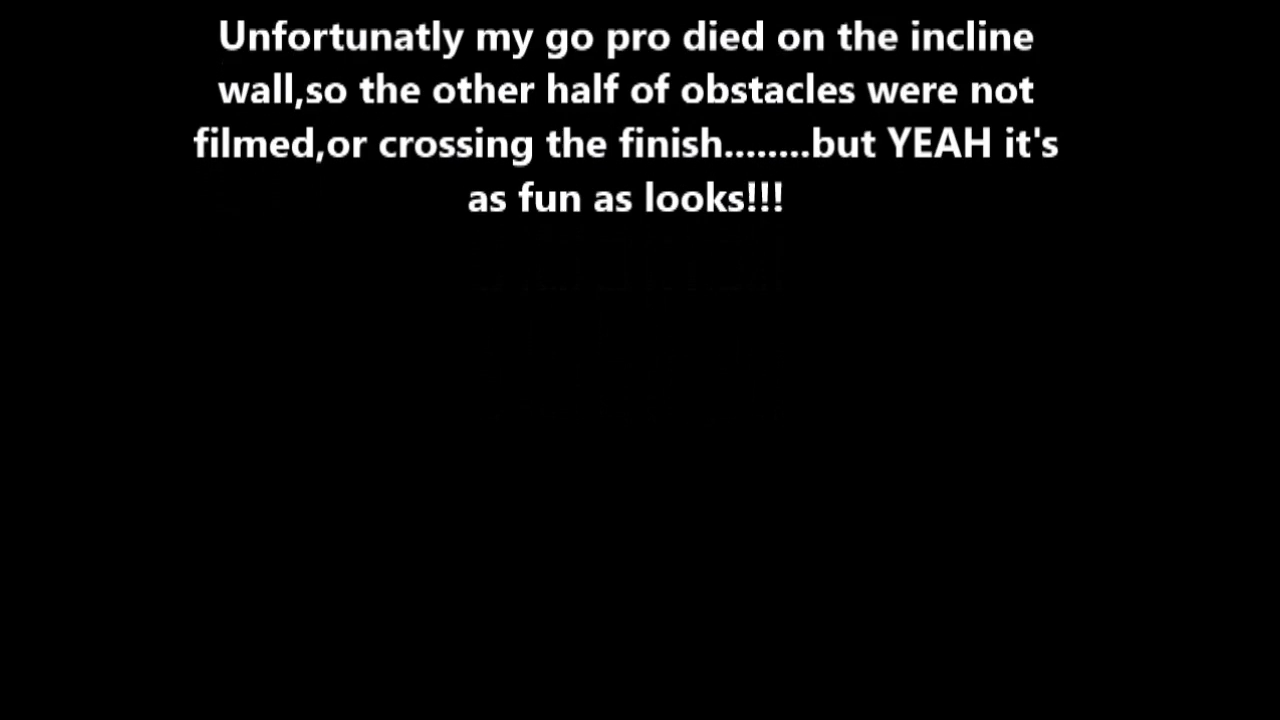 Unfortunatly my go pro died on the incline
wall,so the other half of obstacles were not
filmed,or crossing the finish........but YEAH it's
as fun as looks!!!